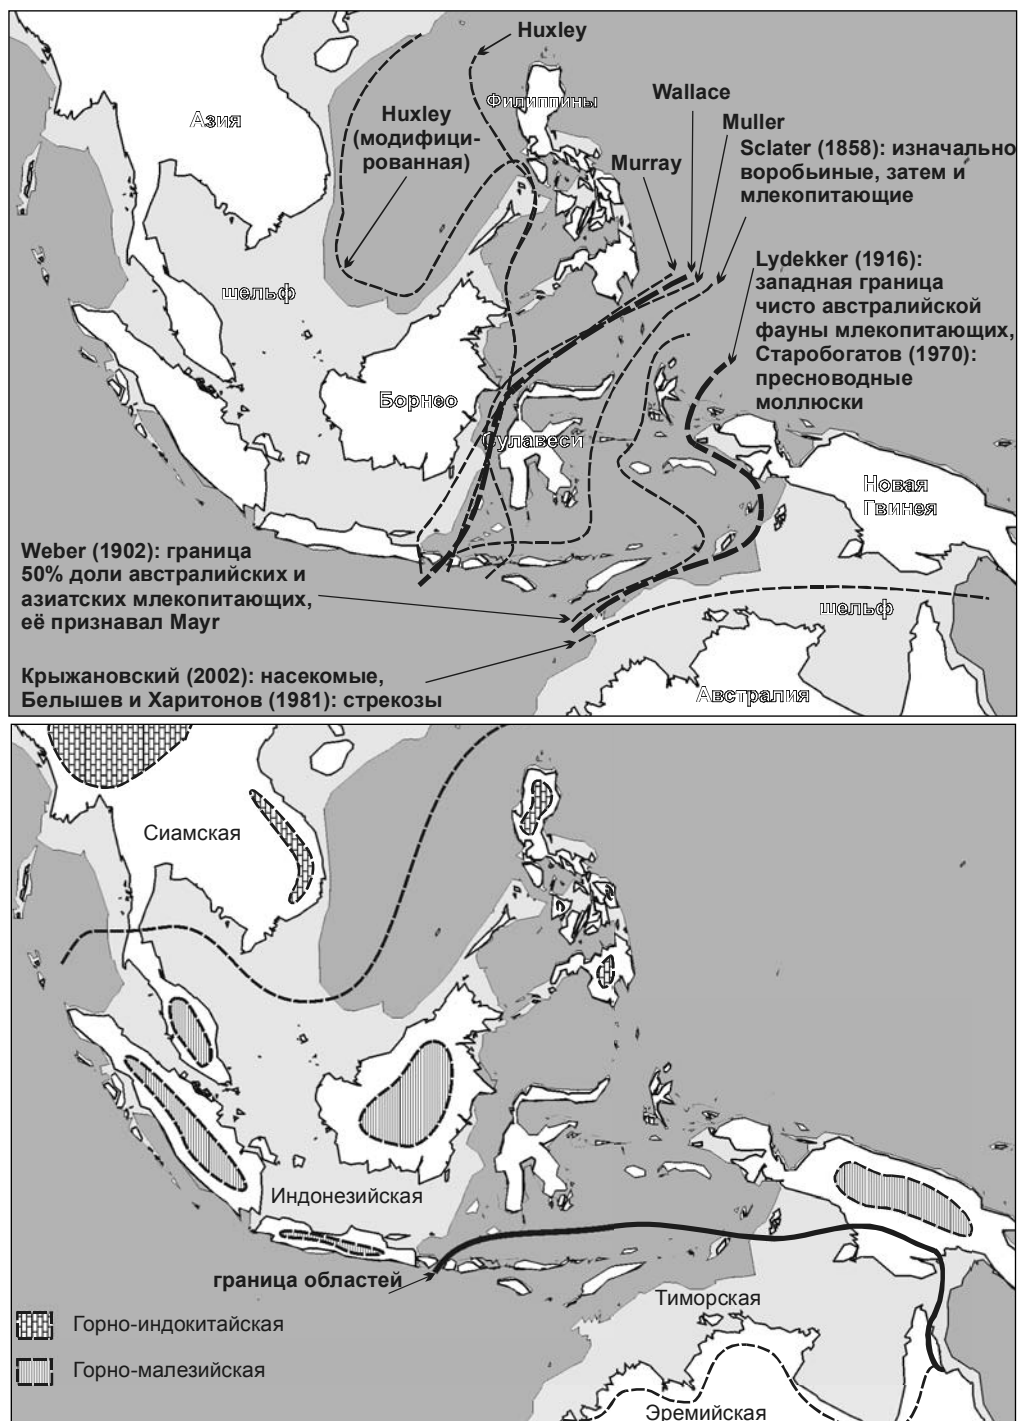 Huxley
Филиппины
Wallace
Азия
Huxley
(модифици-
рованная)
Muller
Murray
Sclater (1858): изначально
воробьиные, затем и
млекопитающие
Lydekker (1916):
западная граница
чисто австралийской
фауны млекопитающих,
Старобогатов (1970):
пресноводные
моллюски
шельф
Борнео
Сулавеси
Новая
Гвинея
Weber (1902): граница
50% доли австралийских и
азиатских млекопитающих,
её признавал Mayr
шельф
Крыжановский (2002): насекомые,
Белышев и Харитонов (1981): стрекозы
Австралия
Сиамская
Индонезийская
граница областей
Тиморская
Горно-индокитайская
Горно-малезийская
Эремийская